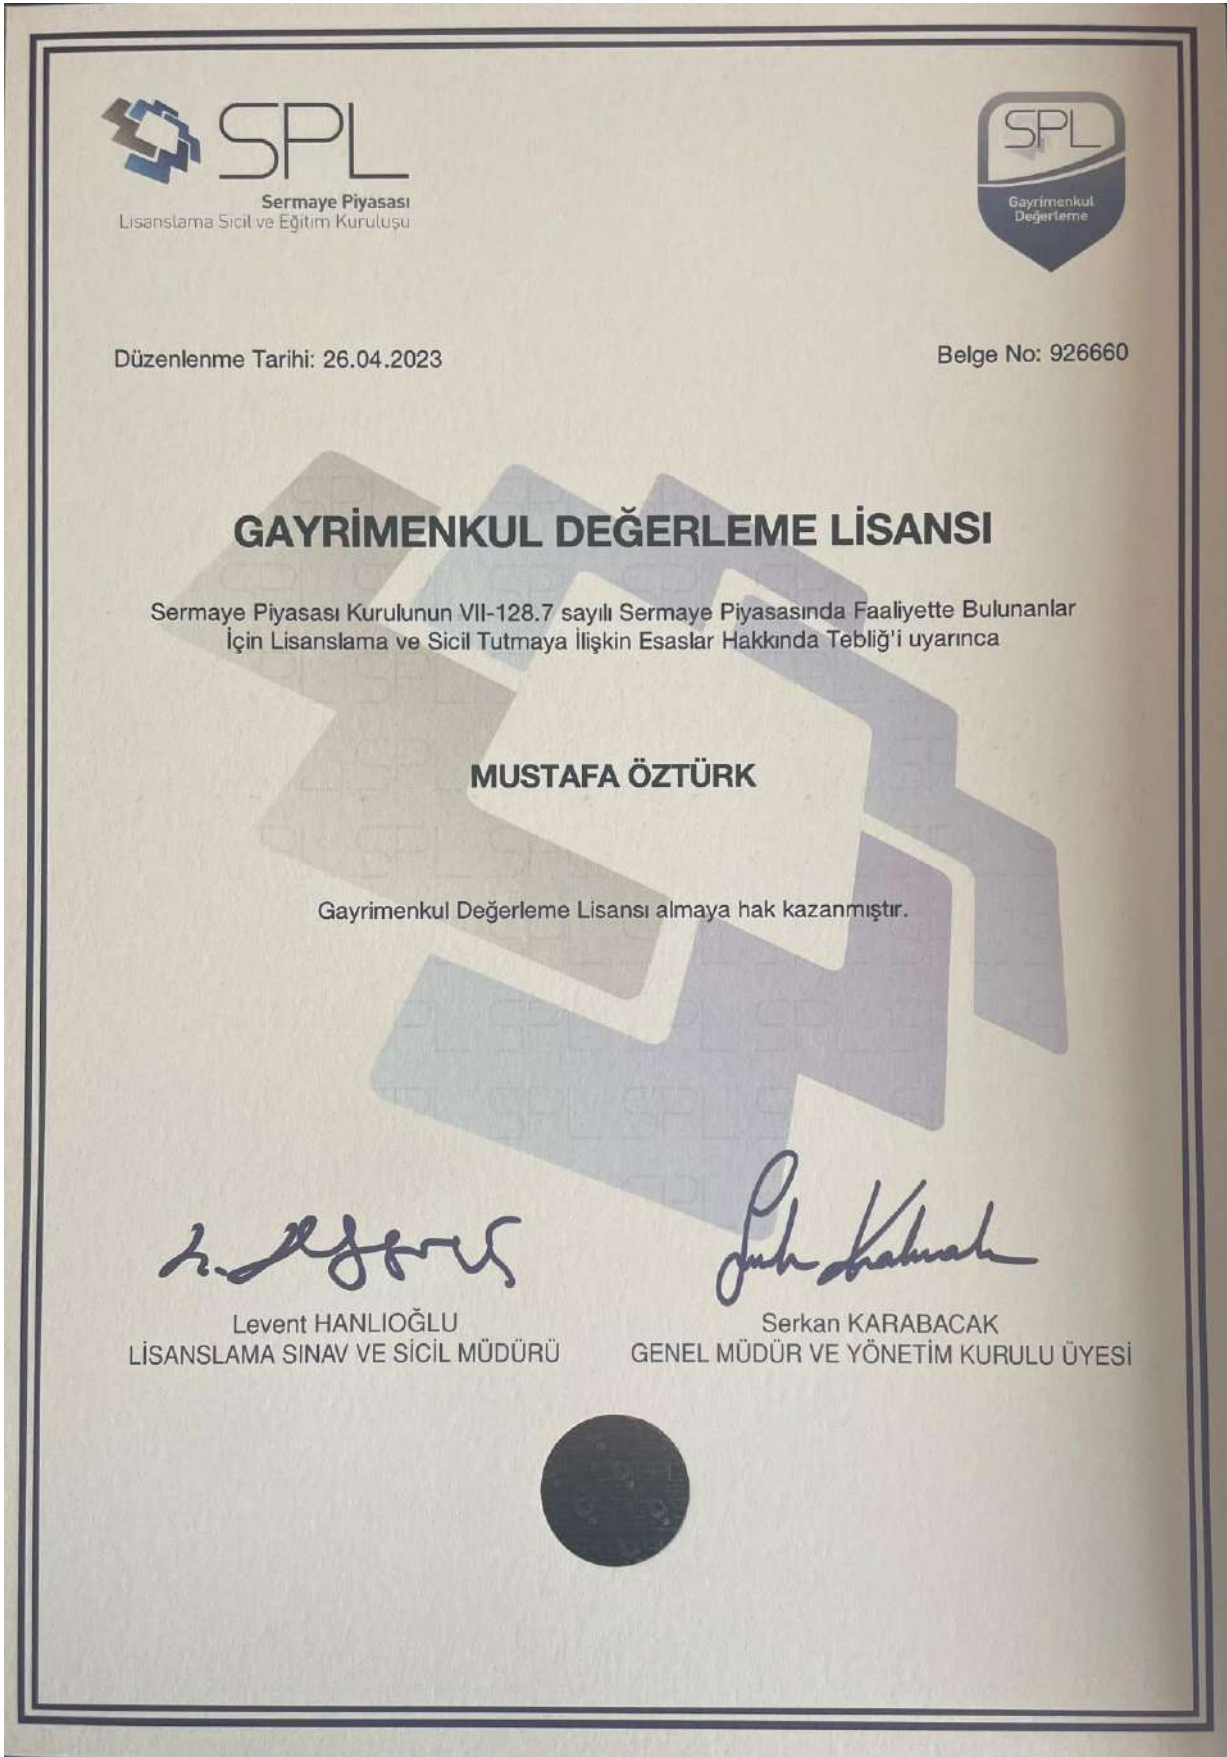 SPL
Sermaye Piyasası
Lisanslama Sicil ve Eğitim Kuruluşu
SPL
Gayrimenkul
Değerleme
Düzenlenme Tarihi: 26.04.2023
Belge No: 926660
GAYRİMENKUL DEĞERLEME LİSANSI
Sermaye Piyasası Kurulunun VII-128.7 sayılı Sermaye Piyasasında Faaliyette Bulunanlar
İçin Lisanslama ve Sicil Tutmaya İlişkin Esaslar Hakkında Tebliğ'i uyarınca
MUSTAFA ÖZTÜRK
Gayrimenkul Değerleme Lisansı almaya hak kazanmıştır.
Levent HANLIOĞLU
LİSANSLAMA SINAV VE SİCİL MÜDÜRÜ
Serkan KARABACAK
GENEL MÜDÜR VE YÖNETİM KURULU ÜYESİ